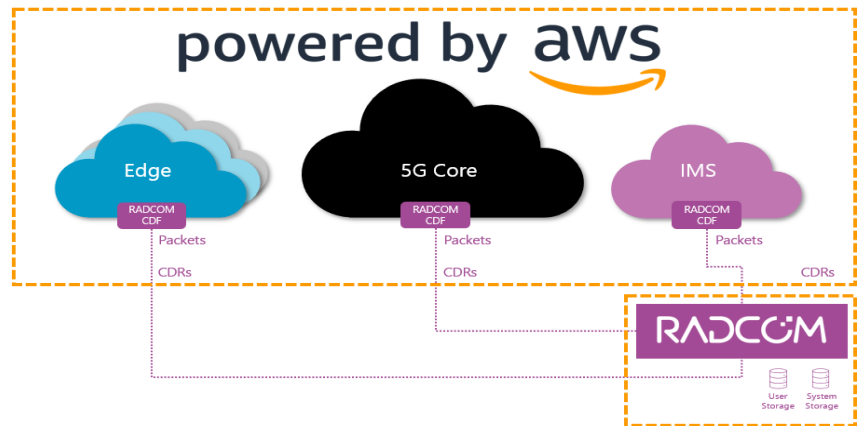 powered by aws
Edge
5G Core
IMS
RADCOM
CDF
RADCOM
CDF
RADCOM
CDF
Packets
Packets
Packets
CDRs
CDRs
CDRs
RADCOM
User
Storage
System
Storage